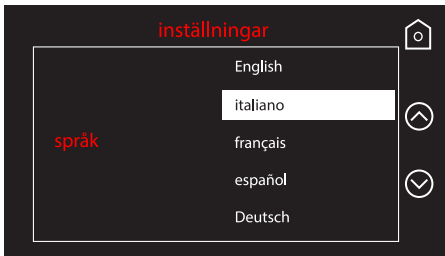 inställningar
English
italiano
språk
français
español
Deutsch